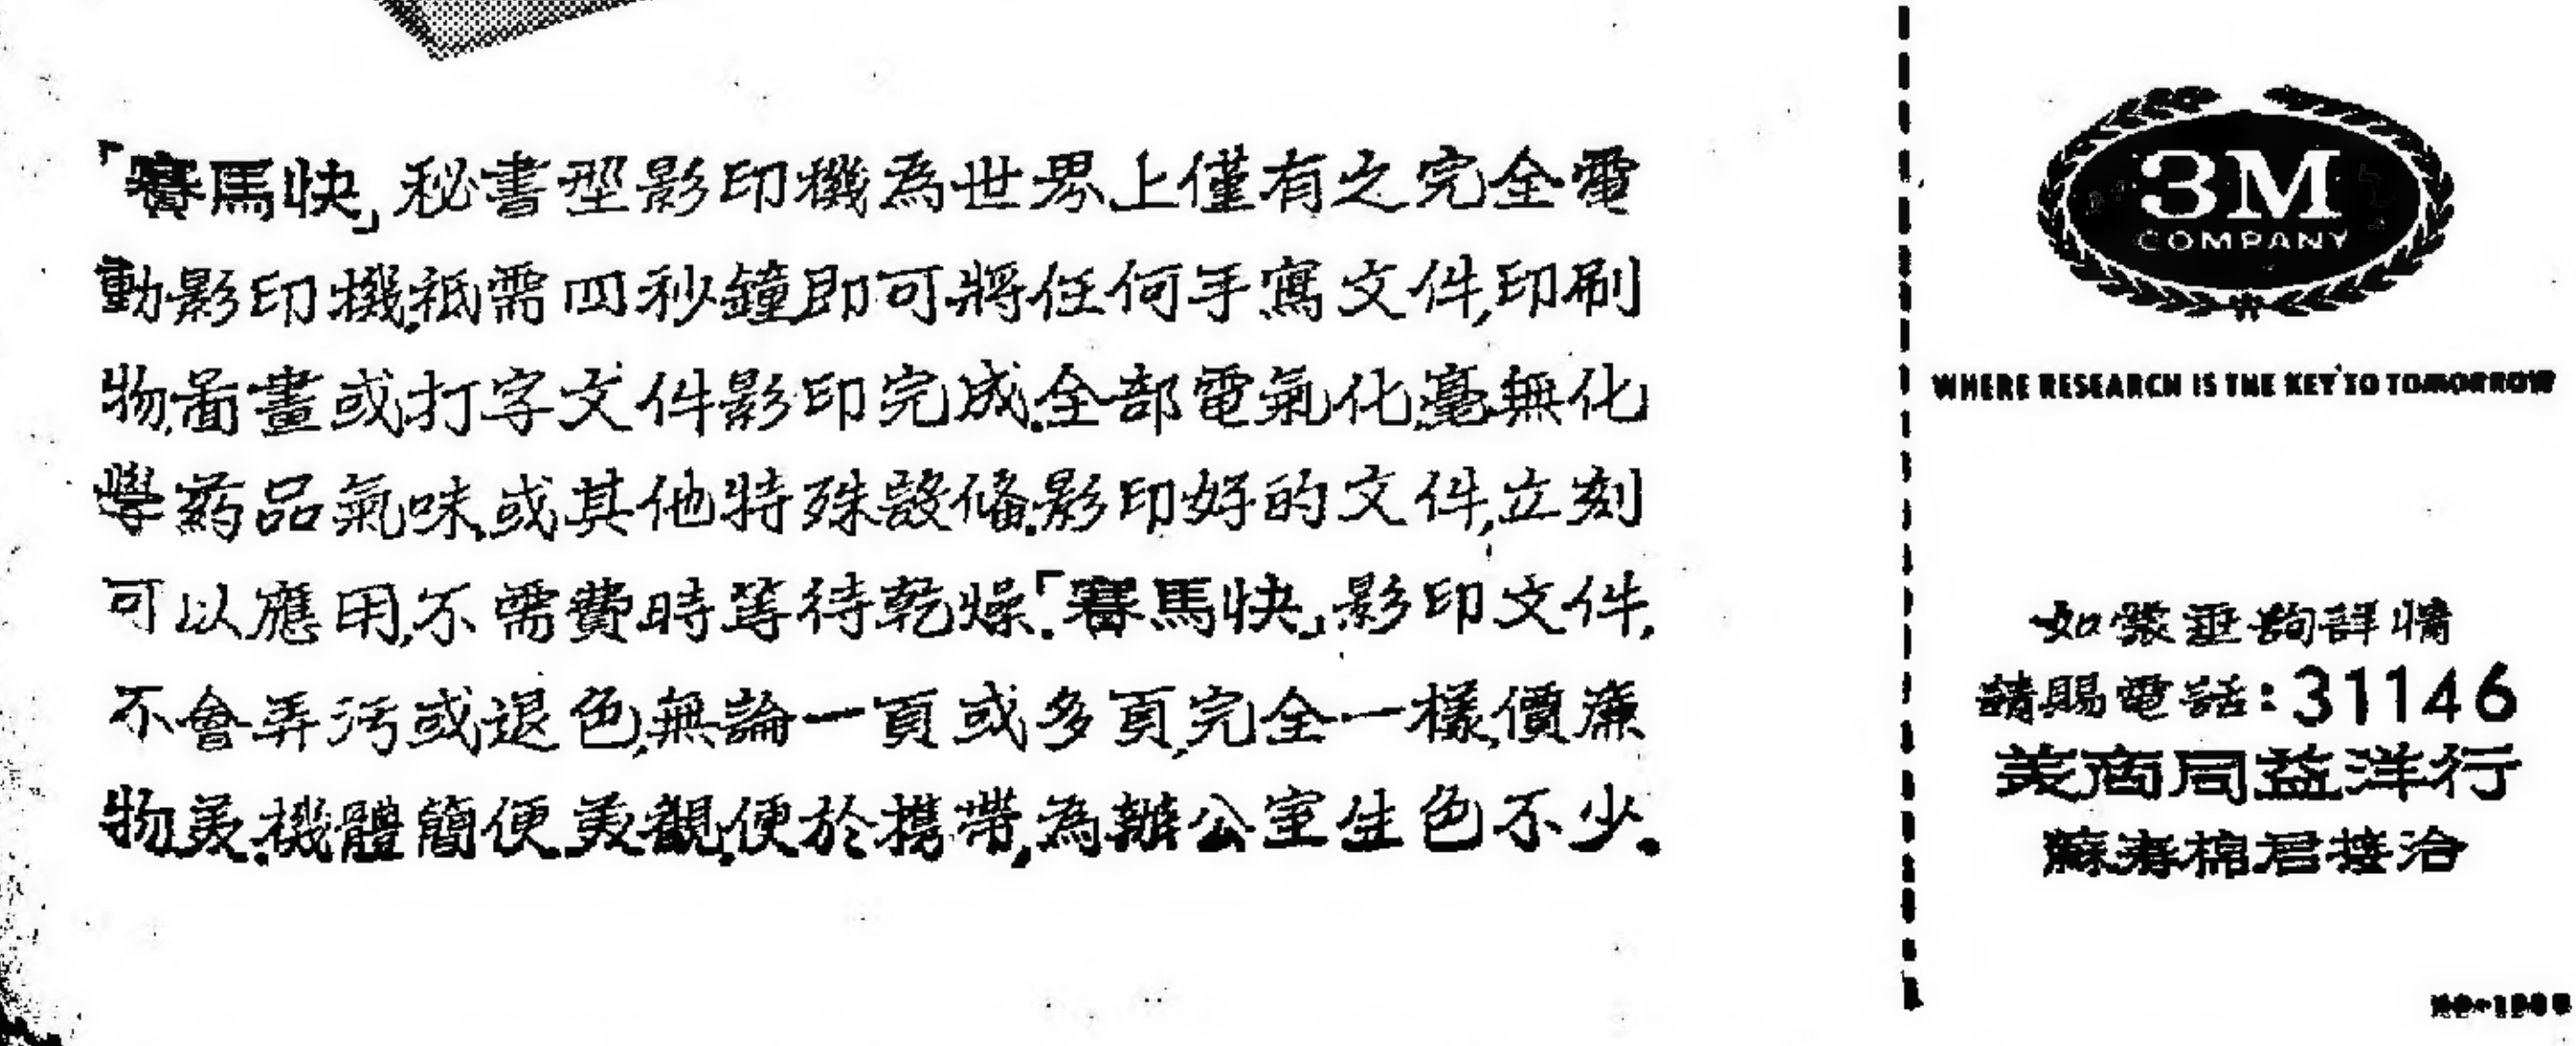 「賽馬快」秘書型影印機為世界上僅有之完全電
動影印機.祇需四秒鐘即可將任何手寫文件,印刷
物,圖畫或打字文件影印完成.全部電氣化,毫無化
學药品氣味,或其他特殊設備.影印好的文件,立刻
可以應用,不需費時等待乾燥.「賽馬快」影印文件,
不會弄污或退色,無論一頁或多頁,完全一樣,價廉
物美.機體簡便,美觀,便於携帶,為辦公室生色不少.
3M
COMPANY
WHERE RESEARCH IS THE KEY TO TOMORROW
如蒙垂詢詳情
請賜電話:31146
美商同益洋行
蘇壽棉君接洽